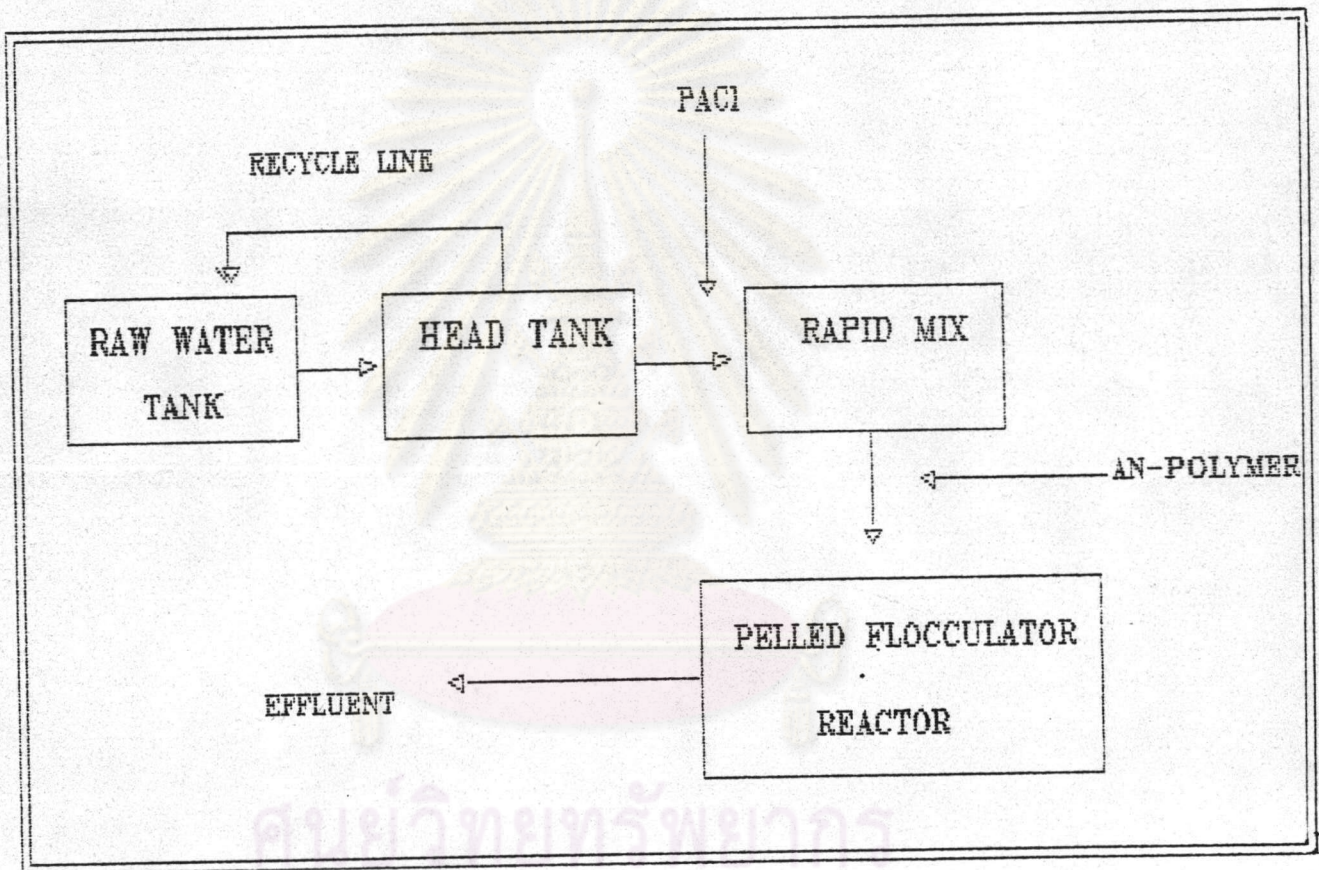 PACl
RECYCLE LINE
RAW WATER
TANK
HEAD TANK
RAPID MIX
AN-POLYMER
PELLED FLOCCULATOR
REACTOR
EFFLUENT
ศูนย์วิทยทรัพยากร